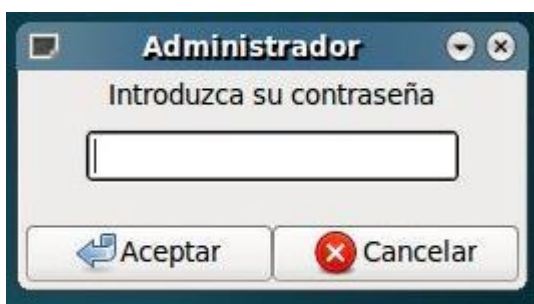 Administrador
Introduzca su contraseña
Aceptar
Cancelar